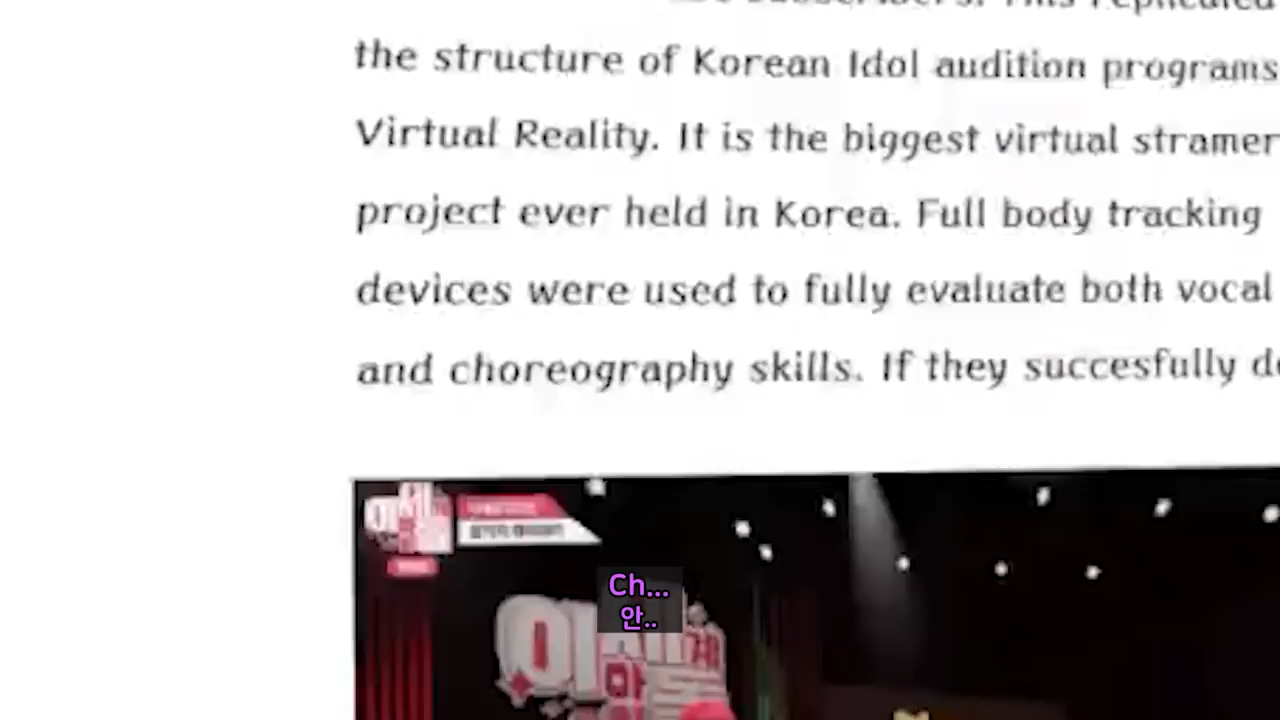 the structure of Korean Idol audition programs
Virtual Reality. It is the biggest virtual stramer
project ever held in Korea. Full body tracking
devices were used to fully evaluate both vocal
and choreography skills. If they succesfully
Ch...
안..